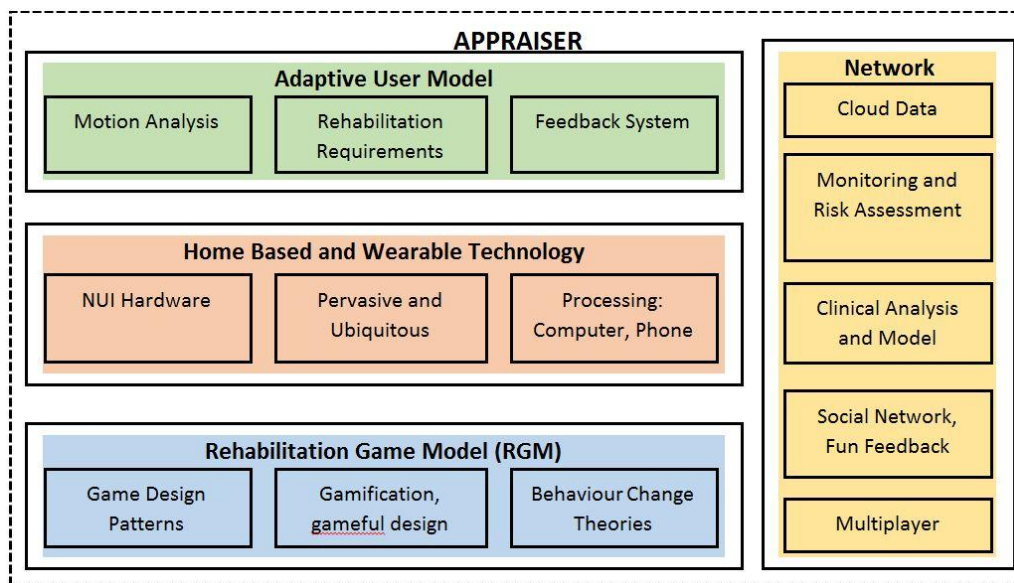 APPRAISER
Adaptive User Model
Motion Analysis
Rehabilitation
Requirements
Feedback System
Home Based and Wearable Technology
NUI Hardware
Pervasive and
Ubiquitous
Processing:
Computer, Phone
Rehabilitation Game Model (RGM)
Game Design
Patterns
Gamification,
gameful design
Behaviour Change
Theories
Network
Cloud Data
Monitoring and
Risk Assessment
Clinical Analysis
and Model
Social Network,
Fun Feedback
Multiplayer